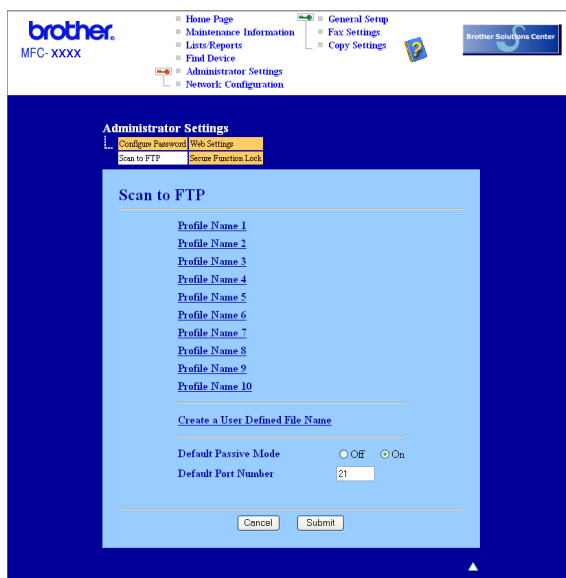 brother
MFC- XXXX
Home Page
Maintenance Information
Lists/Reports
Find Device
Administrator Settings
Network Configuration
General Setup
Fax Settings
Copy Settings
Brother Solutions Center
Administrator Settings
Configure Password Web Settings
Scan to FTP Secure Function Lock
Scan to FTP
Profile Name 1
Profile Name 2
Profile Name 3
Profile Name 4
Profile Name 5
Profile Name 6
Profile Name 7
Profile Name 8
Profile Name 9
Profile Name 10
Create a User Defined File Name
Default Passive Mode Off On
Default Port Number 21
Cancel Submit